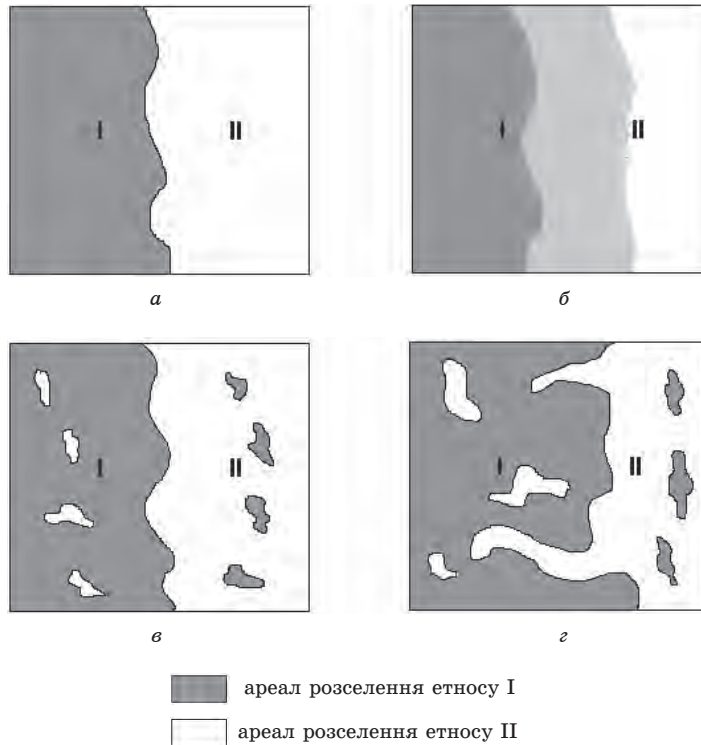 I II
I II
а б
I II
I II
в г
ареал розселення етносу I
ареал розселення етносу II